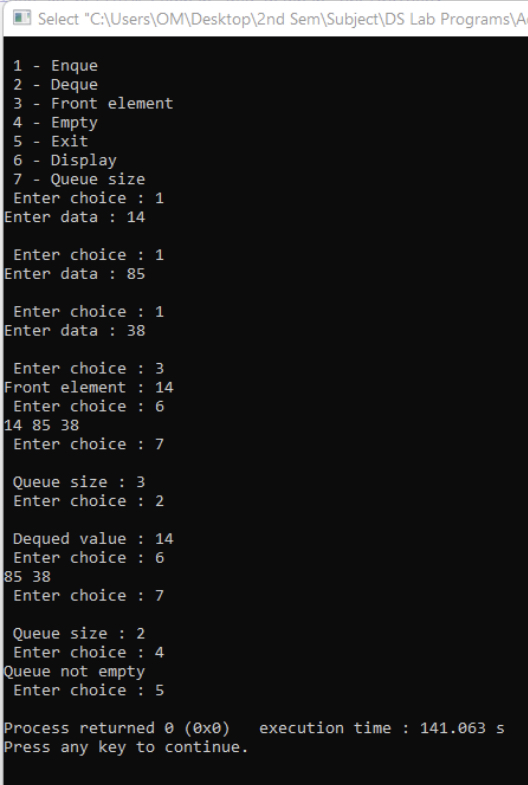 Select "C:\Users\OM\Desktop\2nd Sem\Subject\DS Lab Programs\A
1 - Enque
2 - Deque
3 - Front element
4 - Empty
5 - Exit
6 - Display
7 - Queue size
Enter choice : 1
Enter data : 14
Enter choice : 1
Enter data : 85
Enter choice : 1
Enter data : 38
Enter choice : 3
Front element : 14
Enter choice : 6
14 85 38
Enter choice : 7
Queue size : 3
Enter choice : 2
Dequed value : 14
Enter choice : 6
85 38
Enter choice : 7
Queue size : 2
Enter choice : 4
Queue not empty
Enter choice : 5
Process returned 0 (0x0)   execution time : 141.063 s
Press any key to continue.